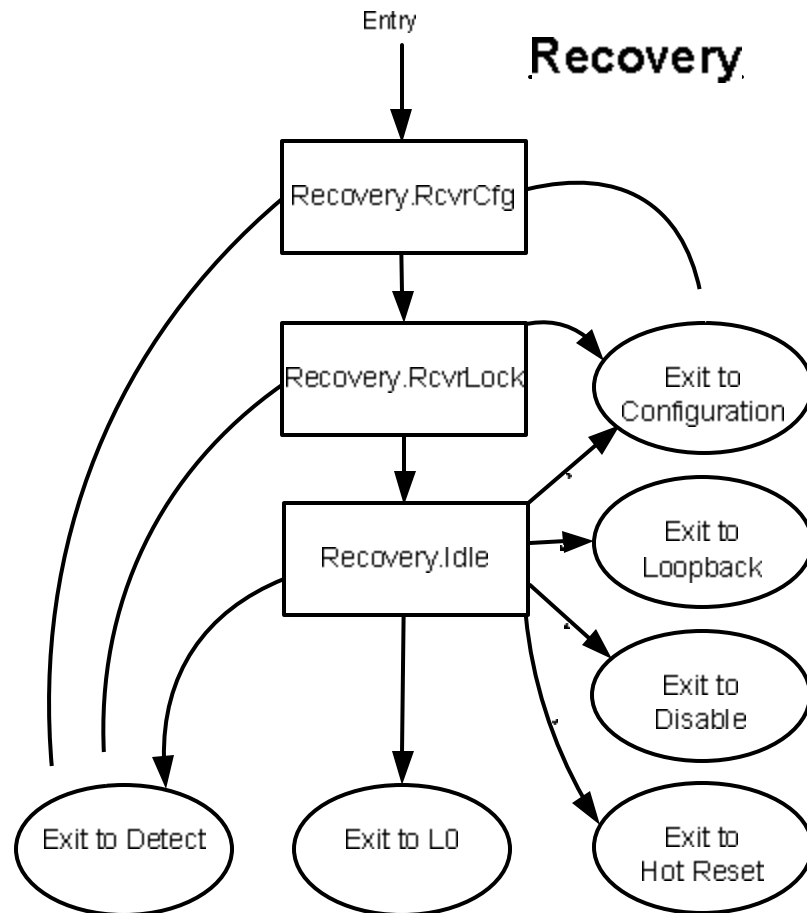 Entry
Recovery
Recovery.RcvrCfg
Recovery.RcvrLock
Exit to
Configuration
Recovery.Idle
Exit to
Loopback
Exit to
Disable
Exit to Detect
Exit to L0
Exit to
Hot Reset